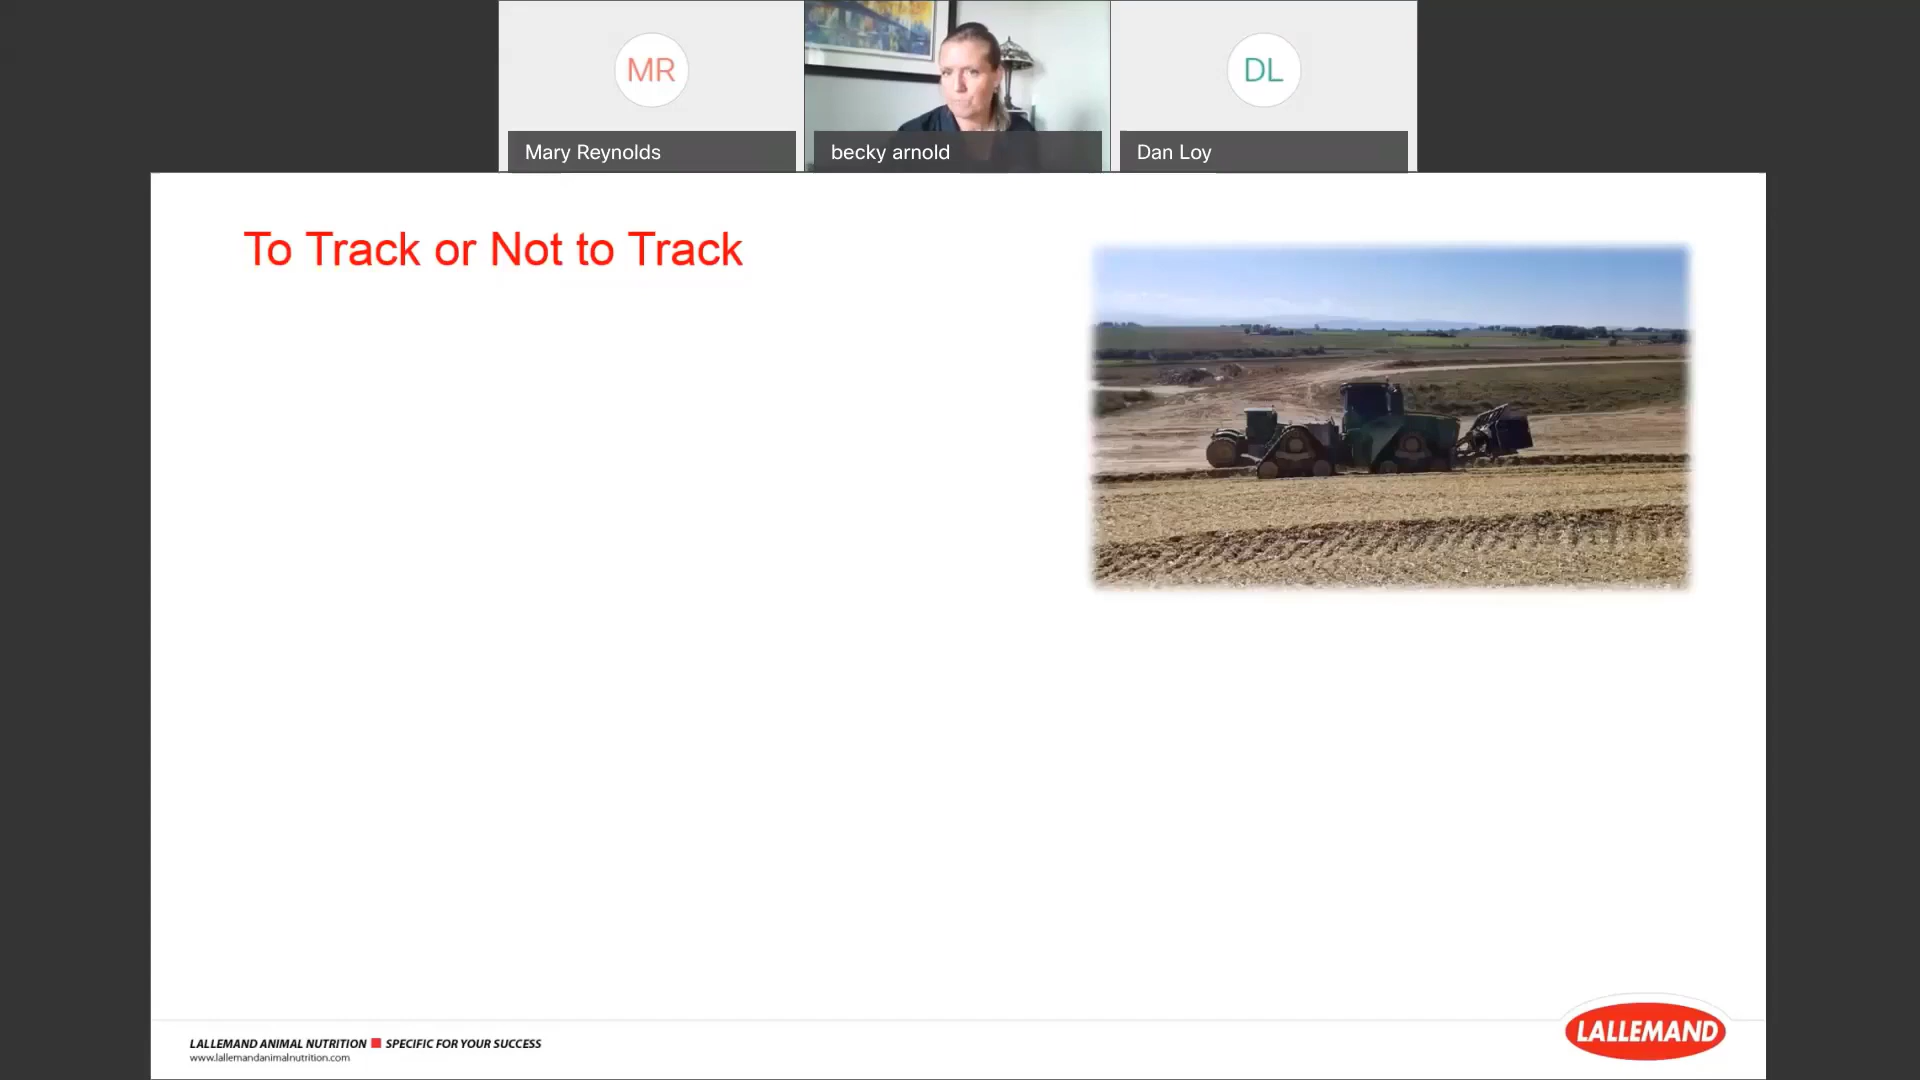 MR
DL
Mary Reynolds
becky arnold
Dan Loy
To Track or Not to Track
LALLEMAND ANIMAL NUTRITION SPECIFIC FOR YOUR SUCCESS
www.lallemandanimalnutrition.com
LALLEMAND